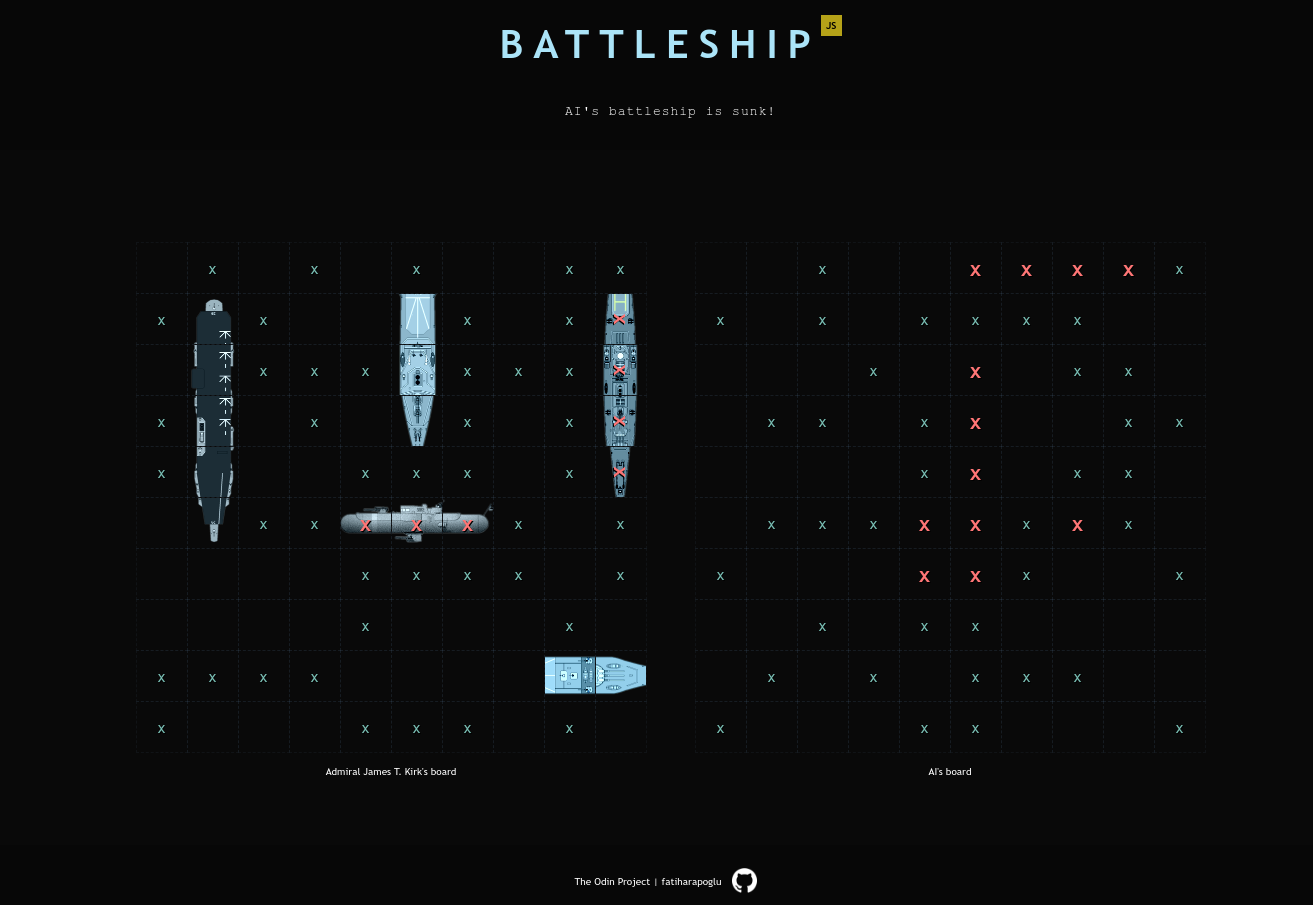 BATTLESHIP
JS
AI's battleship is sunk!
Admiral James T. Kirk's board
AI's board
The Odin Project | fatiharapoglu